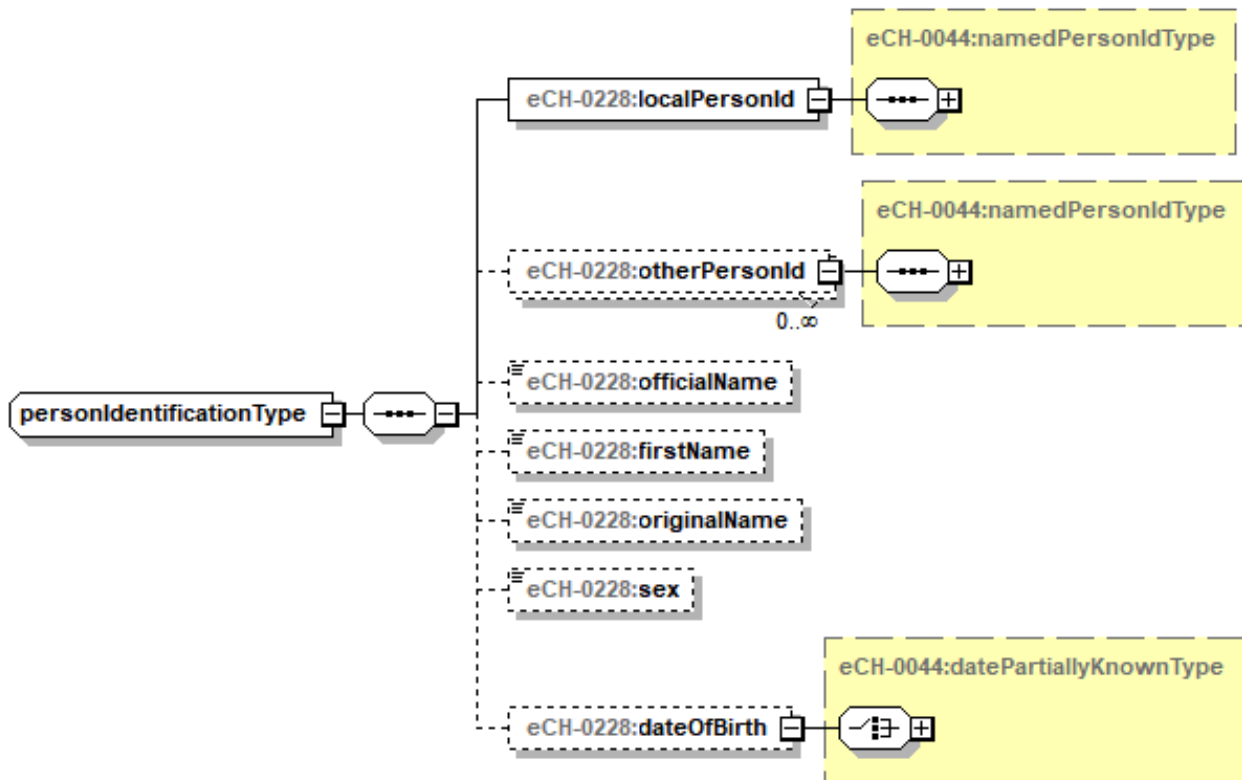 eCH-0044:namedPersonIdType
eCH-0228:localPersonId
eCH-0044:namedPersonIdType
eCH-0228:otherPersonId
0..∞
eCH-0228:officialName
personIdentificationType
eCH-0228:firstName
eCH-0228:originalName
eCH-0228:sex
eCH-0044:datePartiallyKnownType
eCH-0228:dateOfBirth